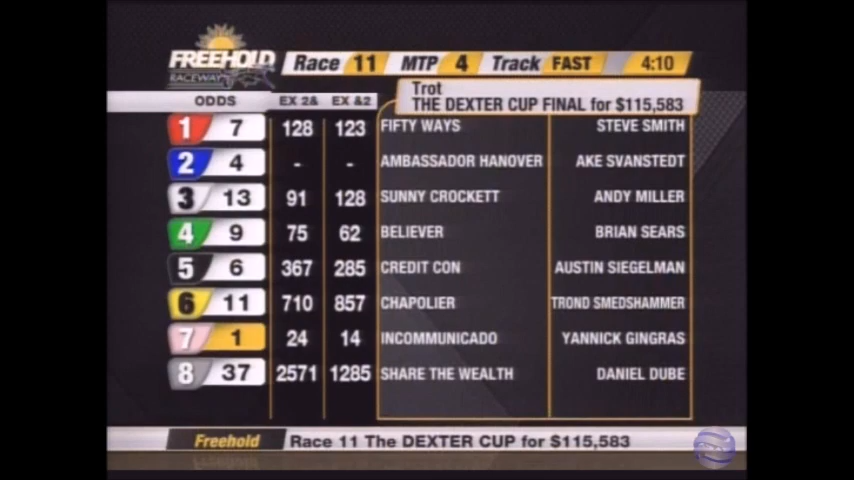 FREEHOLD
RACEWAY
Race 11 MTP 4 Track FAST 4:10
Trot
THE DEXTER CUP FINAL for $115,583
ODDS EX 2& EX &2
1 7 128 123 FIFTY WAYS STEVE SMITH
2 4 - - AMBASSADOR HANOVER AKE SVANSTEDT
3 13 91 128 SUNNY CROCKETT ANDY MILLER
4 9 75 62 BELIEVER BRIAN SEARS
5 6 367 285 CREDIT CON AUSTIN SIEGELMAN
6 11 710 857 CHAPOLIER TROND SMEDSHAMMER
7 1 24 14 INCOMMUNICADO YANNICK GINGRAS
8 37 2571 1285 SHARE THE WEALTH DANIEL DUBE
Freehold Race 11 The DEXTER CUP for $115,583